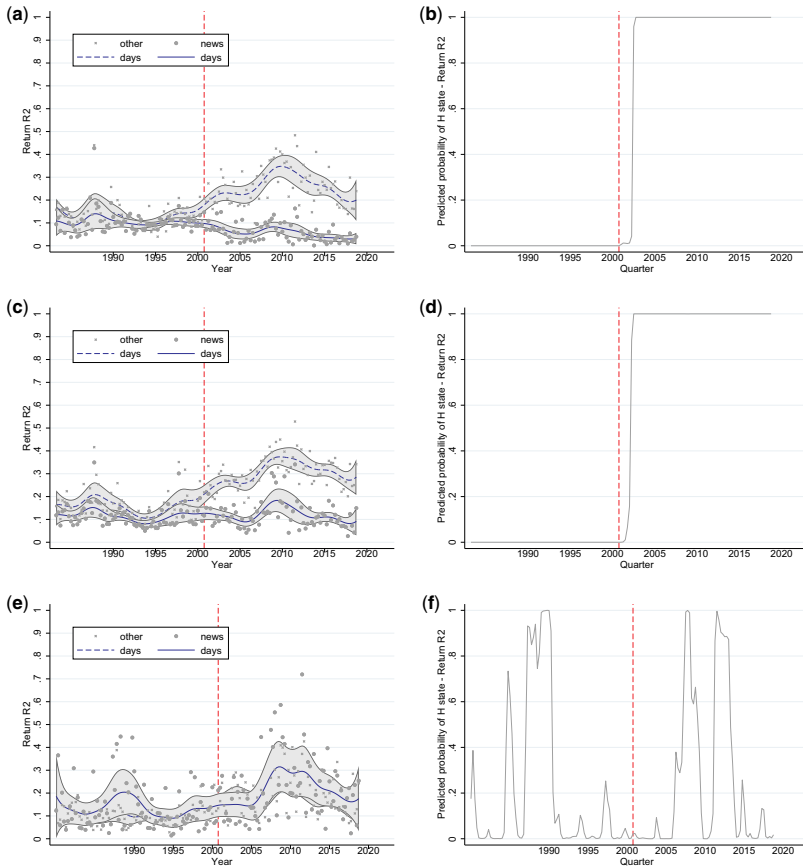 (a)
1
.9
.8
.7
.6
.5
.4
.3
.2
.1
0
Return R2
other news
days days
1990 1995 2000 2005 2010 2015 2020
Year
(b)
1
.8
.6
.4
.2
0
Predicted probability of H state - Return R2
1990 1995 2000 2005 2010 2015 2020
Quarter
(c)
1
.9
.8
.7
.6
.5
.4
.3
.2
.1
0
Return R2
other news
days days
1990 1995 2000 2005 2010 2015 2020
Year
(d)
1
.8
.6
.4
.2
0
Predicted probability of H state - Return R2
1990 1995 2000 2005 2010 2015 2020
Quarter
(e)
1
.9
.8
.7
.6
.5
.4
.3
.2
.1
0
Return R2
other news
days days
1990 1995 2000 2005 2010 2015 2020
Year
(f)
1
.8
.6
.4
.2
0
Predicted probability of H state - Return R2
1990 1995 2000 2005 2010 2015 2020
Quarter